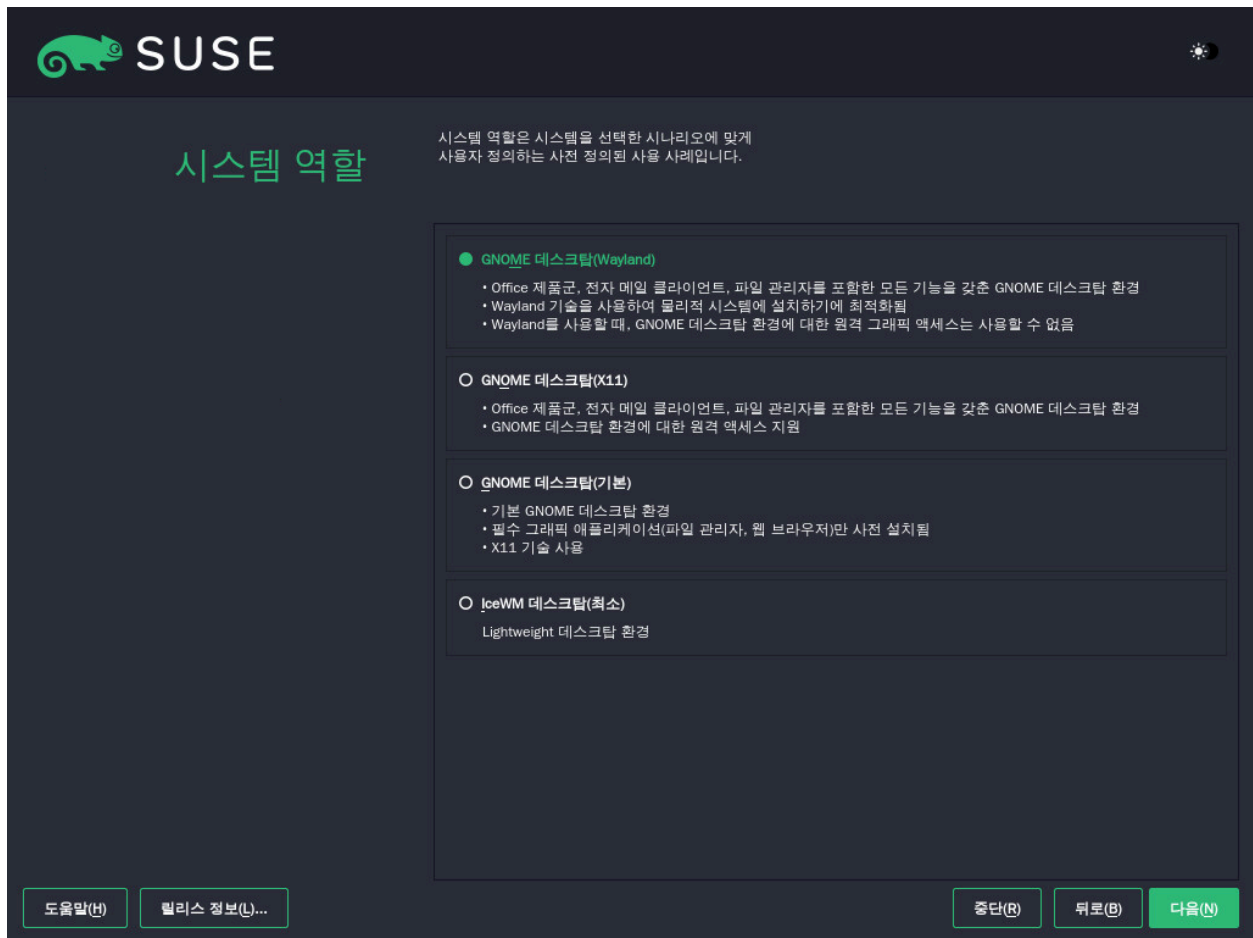 SUSE
시스템 역할
시스템 역할은 시스템을 선택한 시나리오에 맞게
사용자 정의하는 사전 정의된 사용 사례입니다.
GNOME 데스크탑(Wayland)
• Office 제품군, 전자 메일 클라이언트, 파일 관리자를 포함한 모든 기능을 갖춘 GNOME 데스크탑 환경
• Wayland 기술을 사용하여 물리적 시스템에 설치하기에 최적화됨
• Wayland를 사용할 때, GNOME 데스크탑 환경에 대한 원격 그래픽 액세스는 사용할 수 없음
GNOME 데스크탑(X11)
• Office 제품군, 전자 메일 클라이언트, 파일 관리자를 포함한 모든 기능을 갖춘 GNOME 데스크탑 환경
• GNOME 데스크탑 환경에 대한 원격 액세스 지원
GNOME 데스크탑(기본)
• 기본 GNOME 데스크탑 환경
• 필수 그래픽 애플리케이션(파일 관리자, 웹 브라우저)만 사전 설치됨
• X11 기술 사용
IceWM 데스크탑(최소)
Lightweight 데스크탑 환경
도움말(H) 릴리스 정보(L)... 중단(R) 뒤로(B) 다음(N)